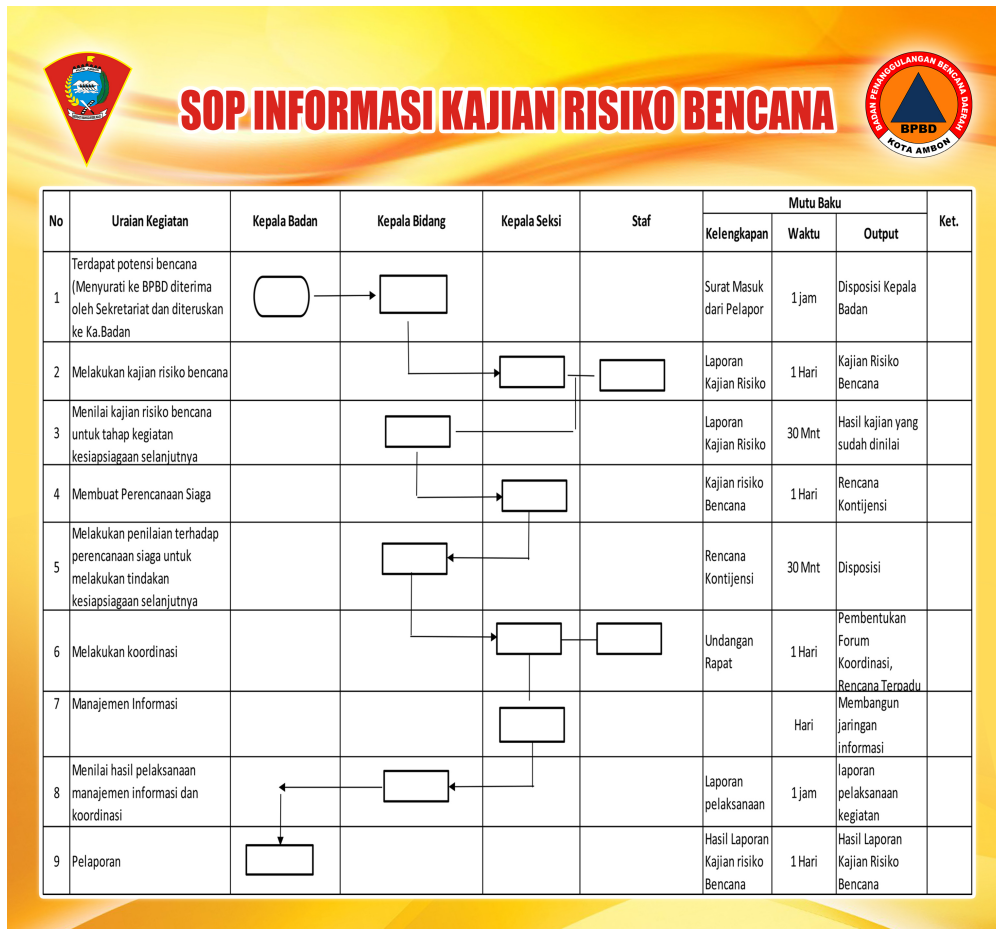 SOP INFORMASI KAJIAN RISIKO BENCANA
BADAN PENANGGULANGAN BENCANA DAERAH
BPBD
KOTA AMBON
No
Uraian Kegiatan
Kepala Badan
Kepala Bidang
Kepala Seksi
Staf
Mutu Baku
Kelengkapan
Waktu
Output
Ket.
1
Terdapat potensi bencana
(Menyurati ke BPBD diterima
oleh Sekretariat dan diteruskan
ke Ka.Badan
Surat Masuk
dari Pelapor
1 jam
Disposisi Kepala
Badan
2
Melakukan kajian risiko bencana
Laporan
Kajian Risiko
1 Hari
Kajian Risiko
Bencana
3
Menilai kajian risiko bencana
untuk tahap kegiatan
kesiapsiagaan selanjutnya
Laporan
Kajian Risiko
30 Mnt
Hasil kajian yang
sudah dinilai
4
Membuat Perencanaan Siaga
Kajian risiko
Bencana
1 Hari
Rencana
Kontijensi
5
Melakukan penilaian terhadap
perencanaan siaga untuk
melakukan tindakan
kesiapsiagaan selanjutnya
Rencana
Kontijensi
30 Mnt
Disposisi
6
Melakukan koordinasi
Undangan
Rapat
1 Hari
Pembentukan
Forum
Koordinasi,
Rencana Terpadu
7
Manajemen Informasi
Hari
Membangun
jaringan
informasi
8
Menilai hasil pelaksanaan
manajemen informasi dan
koordinasi
Laporan
pelaksanaan
1 jam
laporan
pelaksanaan
kegiatan
9
Pelaporan
Hasil Laporan
Kajian risiko
Bencana
1 Hari
Hasil Laporan
Kajian Risiko
Bencana